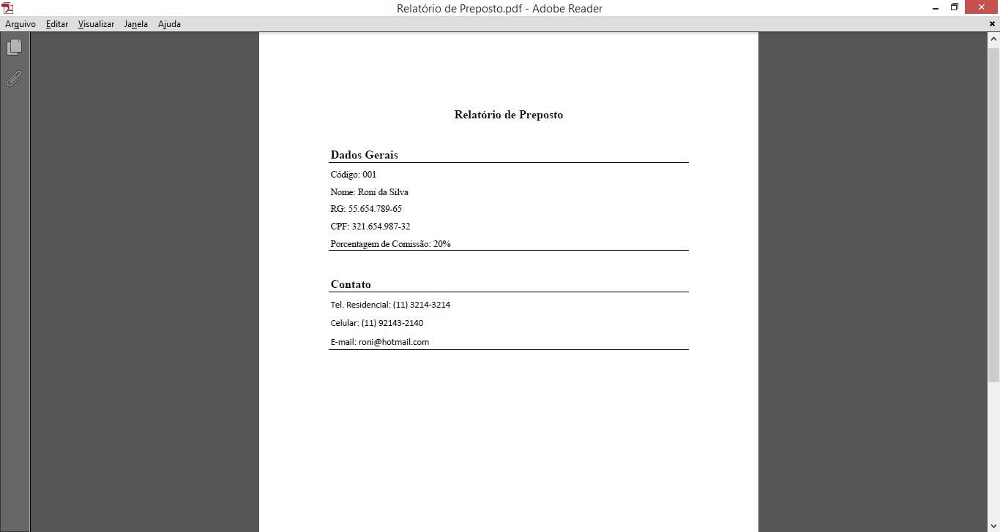 Relatório de Preposto.pdf - Adobe Reader
Arquivo Editar Visualizar Janela Ajuda
Relatório de Preposto
Dados Gerais
Código: 001
Nome: Roni da Silva
RG: 55.654.789-65
CPF: 321.654.987-32
Porcentagem de Comissão: 20%
Contato
Tel. Residencial: (11) 3214-3214
Celular: (11) 92143-2140
E-mail: roni@hotmail.com